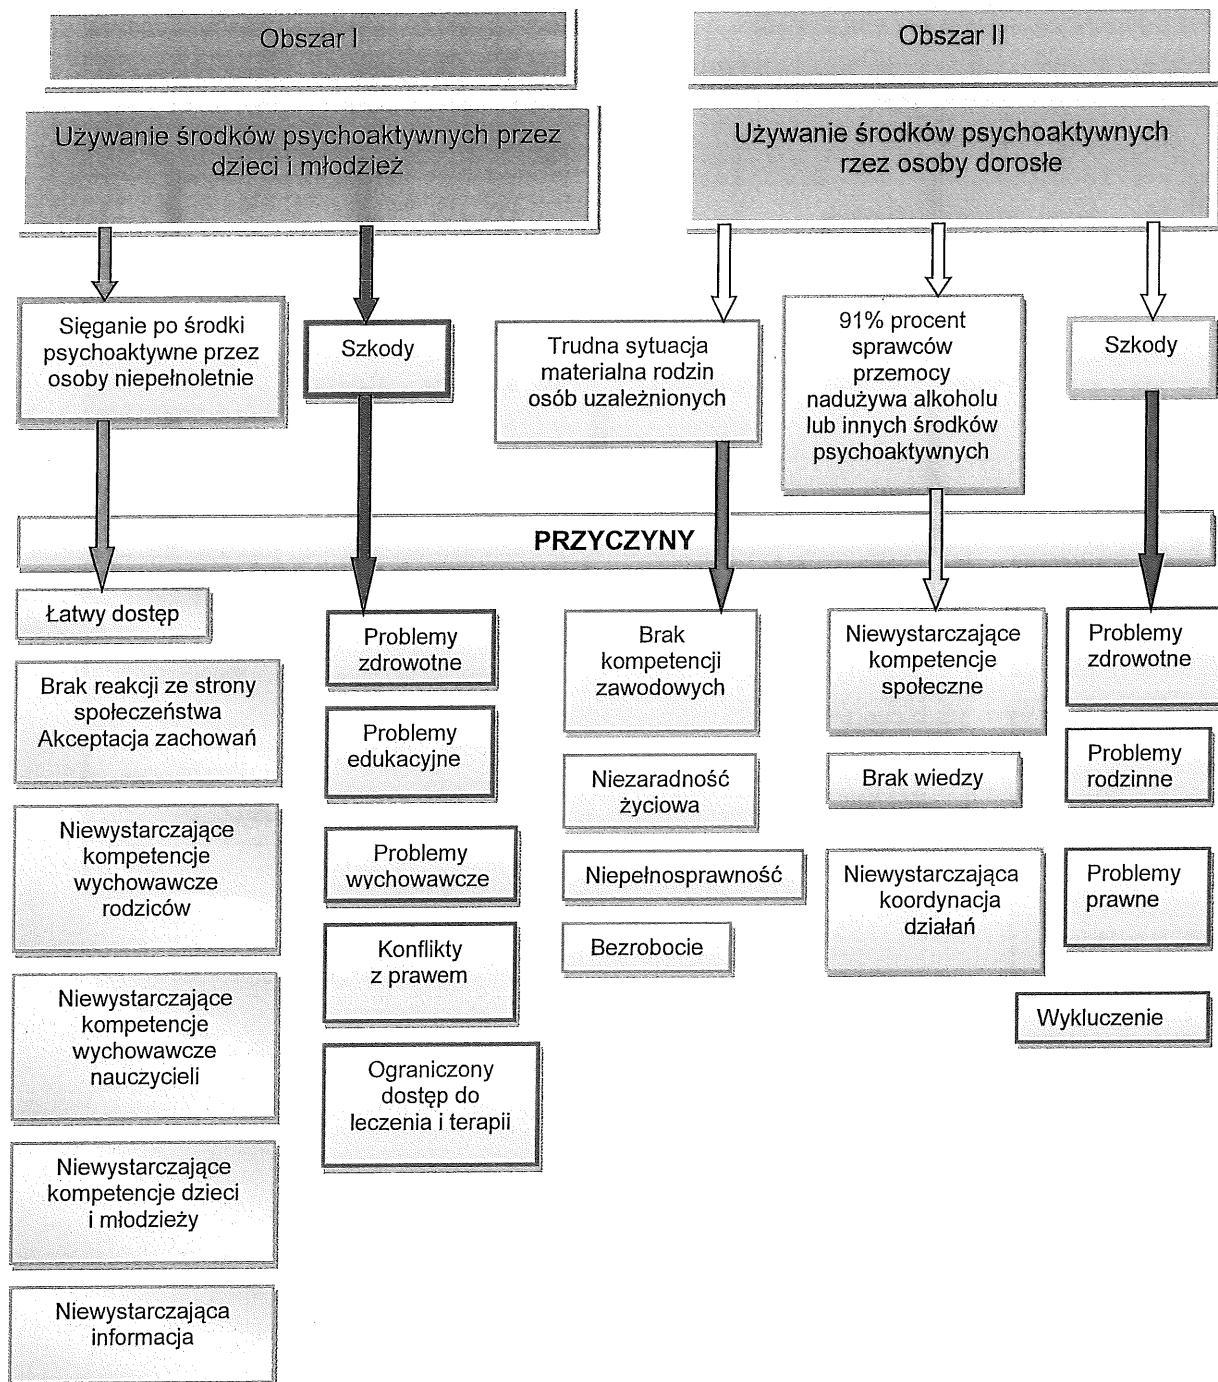 Obszar I
Obszar II
Używanie środków psychoaktywnych przez
dzieci i młodzież
Używanie środków psychoaktywnych
rzez osoby dorosłe
Sięganie po środki
psychoaktywne przez
osoby niepełnoletnie
Szkody
Trudna sytuacja
materialna rodzin
osób uzależnionych
91% procent
sprawców
przemocy
nadużywa alkoholu
lub innych środków
psychoaktywnych
Szkody
PRZYCZYNY
Łatwy dostęp
Brak reakcji ze strony
społeczeństwa
Akceptacja zachowań
Niewystarczające
kompetencje
wychowawcze
rodziców
Niewystarczające
kompetencje
wychowawcze
nauczycieli
Niewystarczające
kompetencje dzieci
i młodzieży
Niewystarczająca
informacja
Problemy
zdrowotne
Problemy
edukacyjne
Problemy
wychowawcze
Konflikty
z prawem
Ograniczony
dostęp do
leczenia i terapii
Brak
kompetencji
zawodowych
Niezaradność
życiowa
Niepełnosprawność
Bezrobocie
Niewystarczające
kompetencje
społeczne
Brak wiedzy
Niewystarczająca
koordynacja
działań
Problemy
zdrowotne
Problemy
rodzinne
Problemy
prawne
Wykluczenie